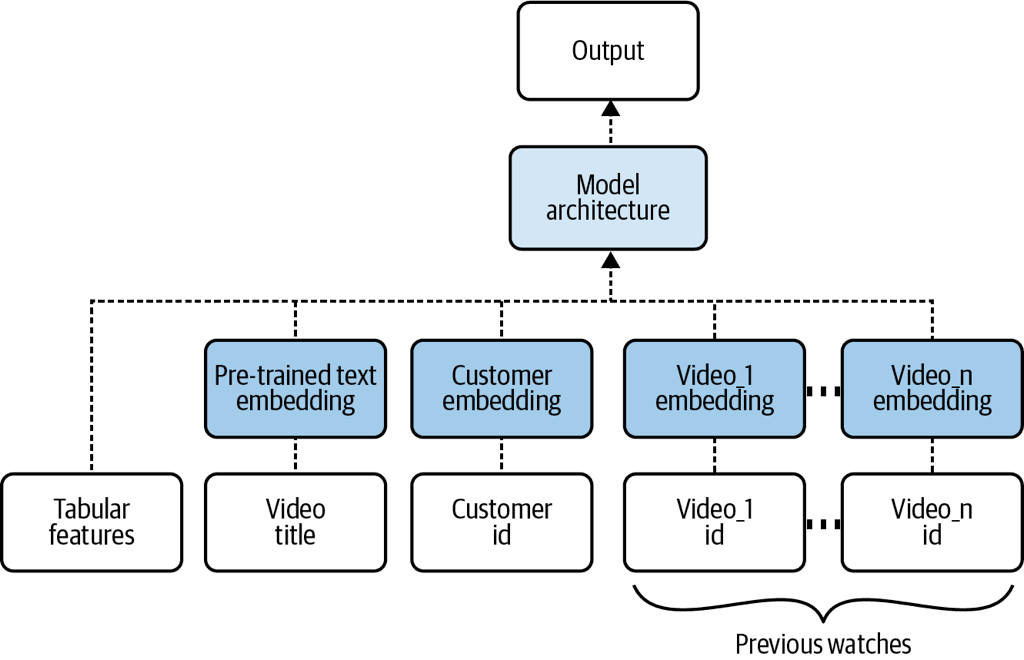 Output
Model
architecture
Pre-trained text
embedding
Customer
embedding
Video_1
embedding
Video_n
embedding
Tabular
features
Video
title
Customer
id
Video_1
id
Video_n
id
Previous watches